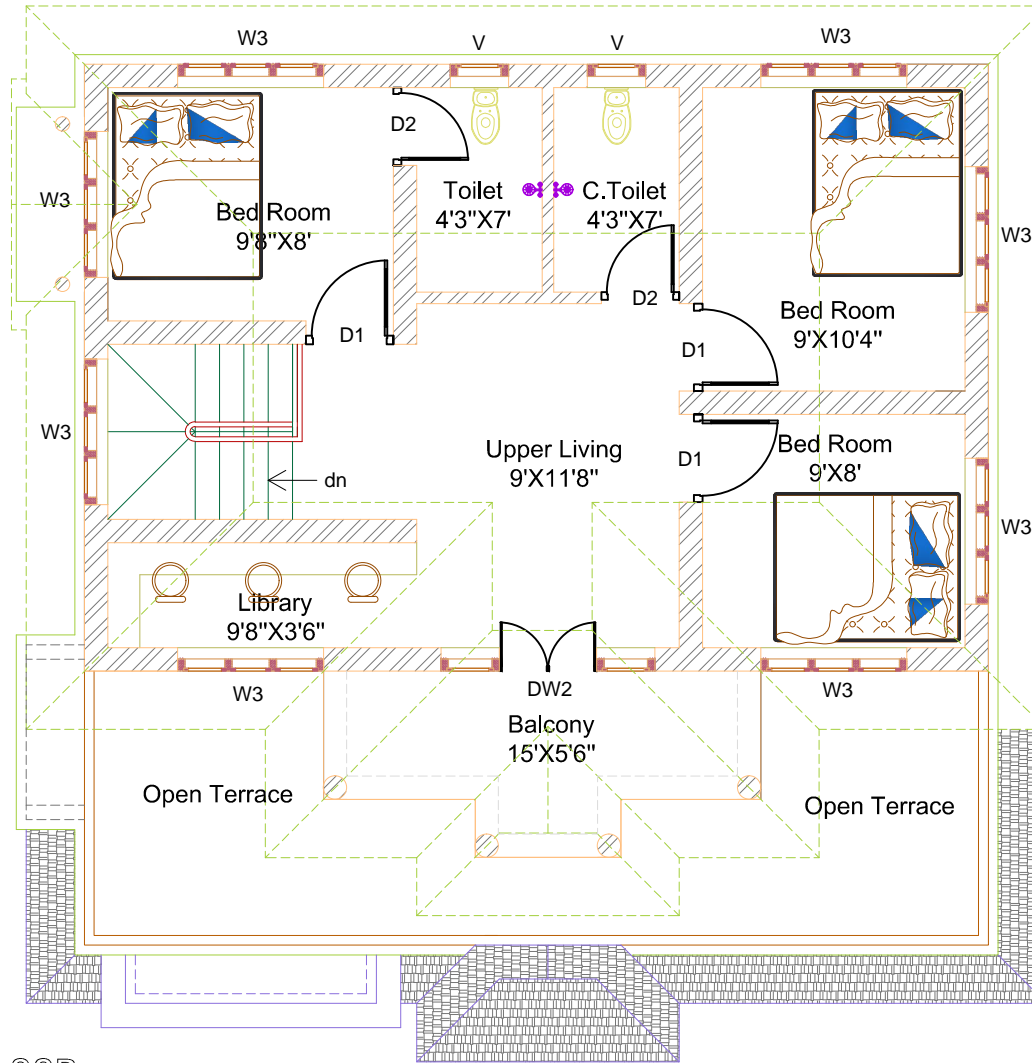 W3
V
V
W3
D2
Toilet
4'3"X7'
C.Toilet
4'3"X7'
W3
Bed Room
9'8"X8'
W3
D1
D2
D1
Bed Room
9'X10'4"
W3
Upper Living
9'X11'8"
D1
Bed Room
9'X8'
dn
W3
Library
9'8"X3'6"
W3
DW2
W3
Balcony
15'X5'6"
Open Terrace
Open Terrace